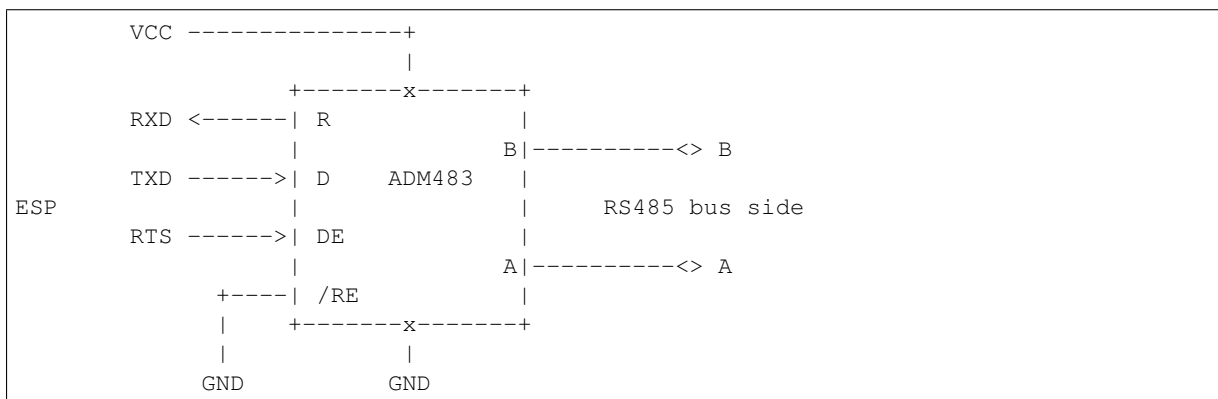 VCC ---------------+
                           |
                   +-------x-------+
        RXD <------| R             |
                   |              B|----------<> B
        TXD ------>| D    ADM483   |
ESP                |               |     RS485 bus side
        RTS ------>| DE            |
                   |              A|----------<> A
              +----| /RE           |
              |    +-------x-------+
              |            |
             GND          GND